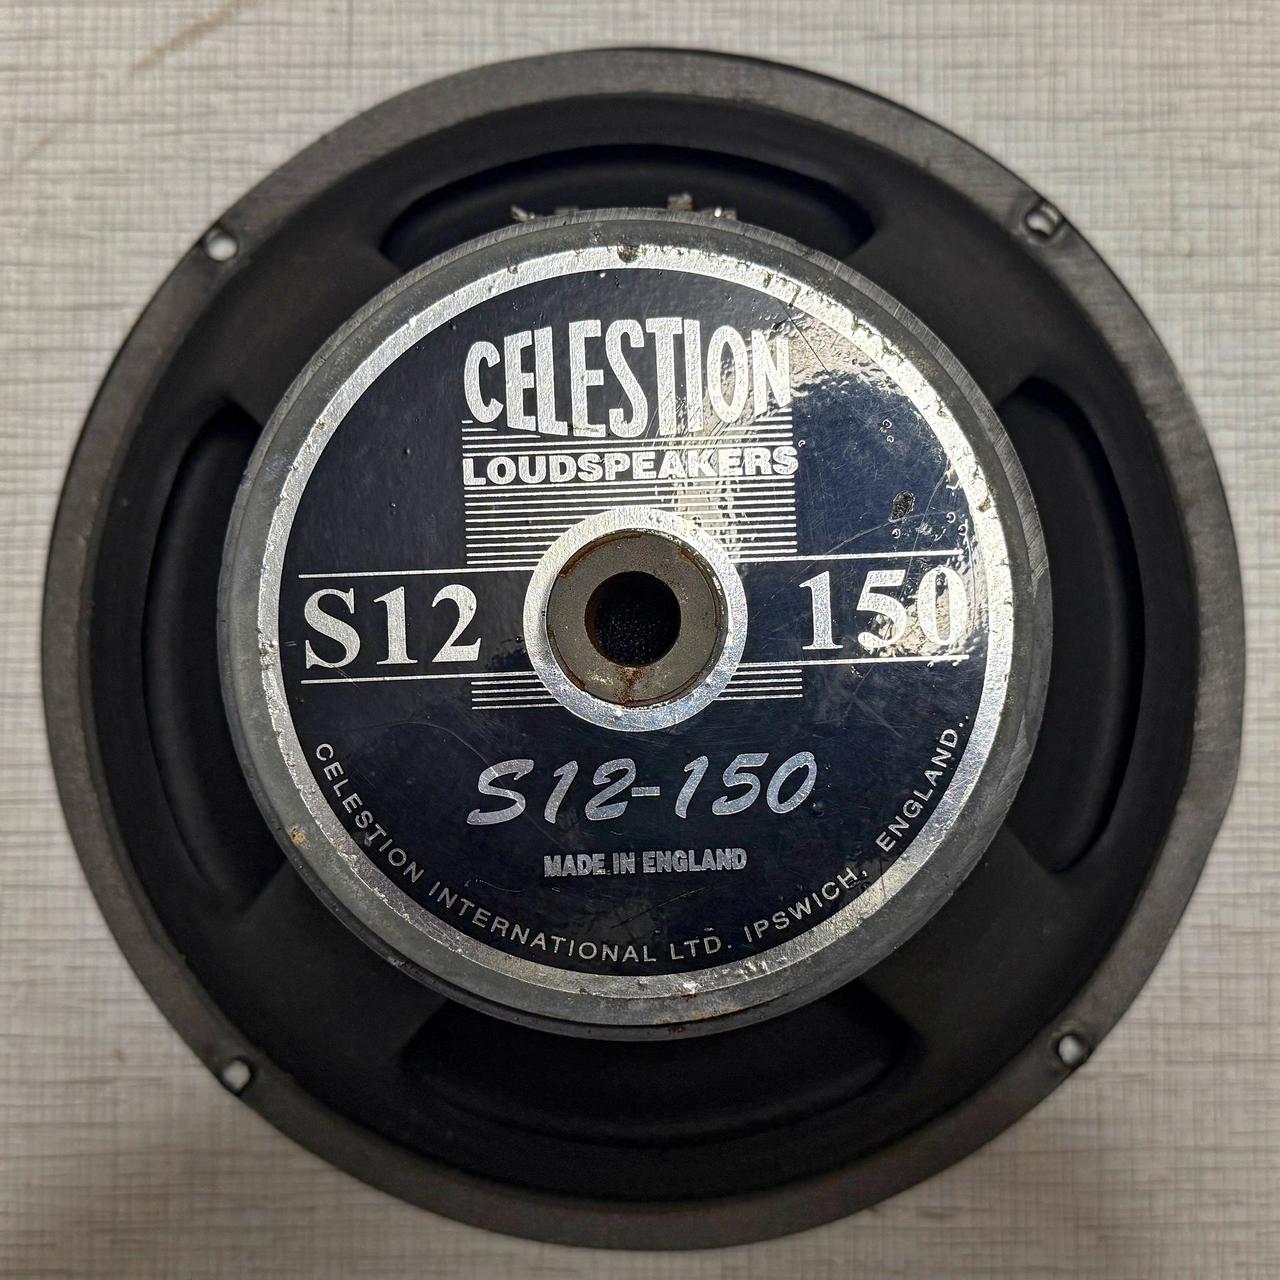 CELESTION
LOUDSPEAKERS
S12 150
S12-150
MADE IN ENGLAND
CELESTION INTERNATIONAL LTD. IPSWICH, ENGLAND.